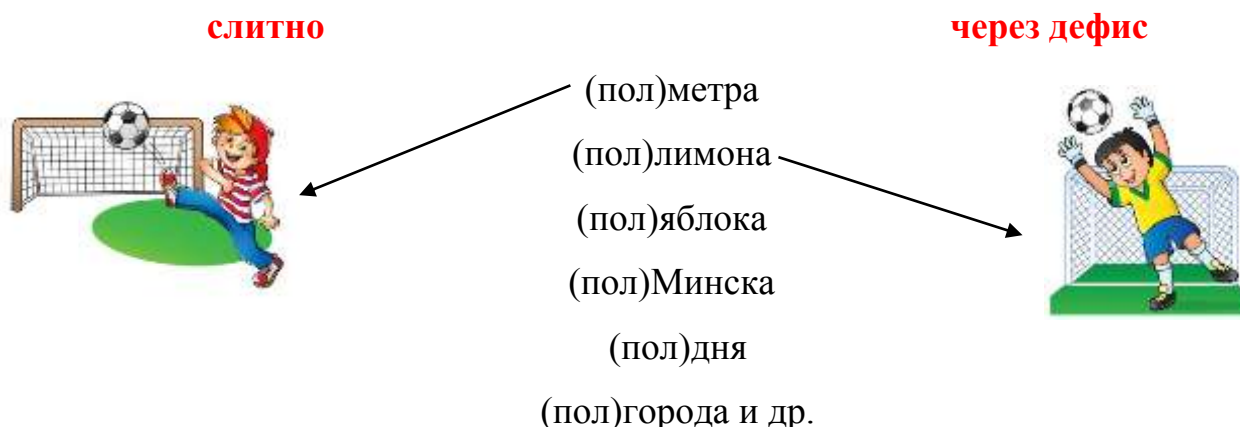 слитно через дефис
(пол)метра
(пол)лимона
(пол)яблока
(пол)Минска
(пол)дня
(пол)города и др.